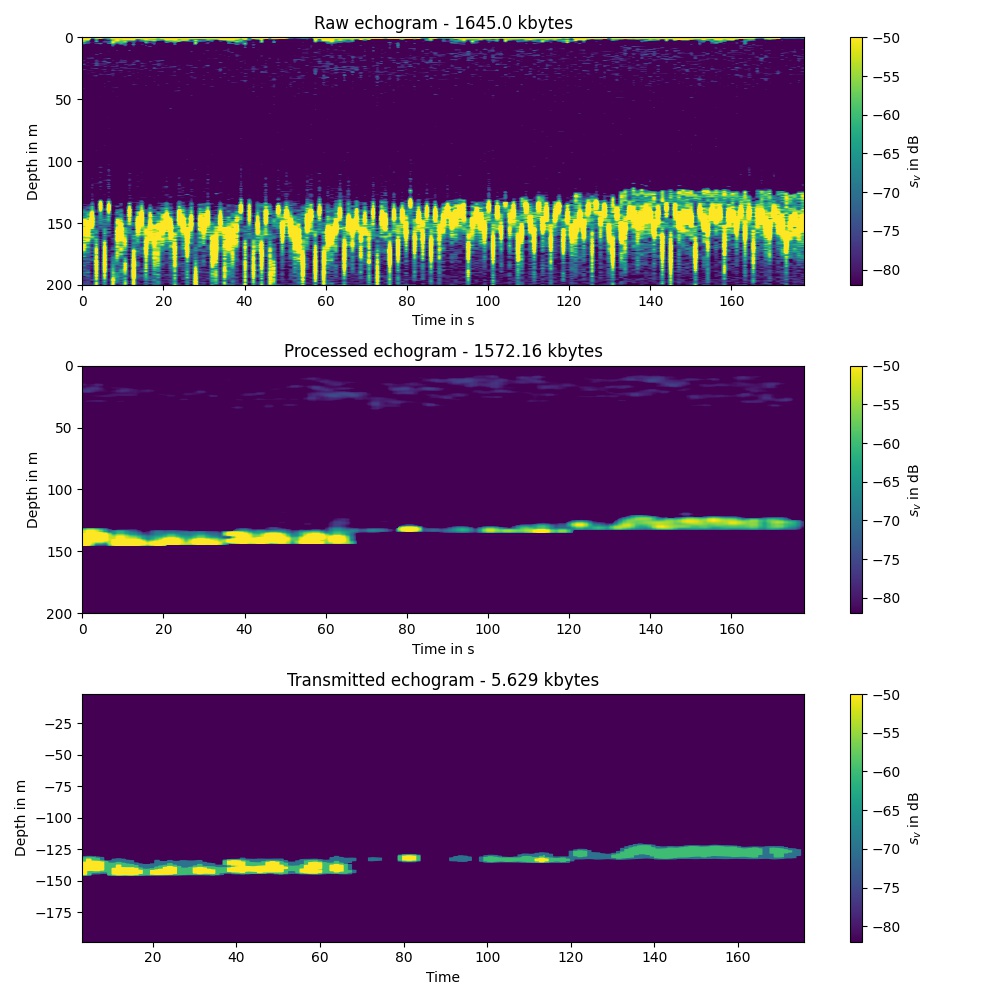 Raw echogram - 1645.0 kbytes
Depth in m
0
50
100
150
200
0 20 40 60 80 100 120 140 160
Time in s
−50
−55
−60
−65
−70
−75
−80
sᵥ in dB
Processed echogram - 1572.16 kbytes
Depth in m
0
50
100
150
200
0 20 40 60 80 100 120 140 160
Time in s
−50
−55
−60
−65
−70
−75
−80
sᵥ in dB
Transmitted echogram - 5.629 kbytes
Depth in m
−25
−50
−75
−100
−125
−150
−175
20 40 60 80 100 120 140 160
Time
−50
−55
−60
−65
−70
−75
−80
sᵥ in dB